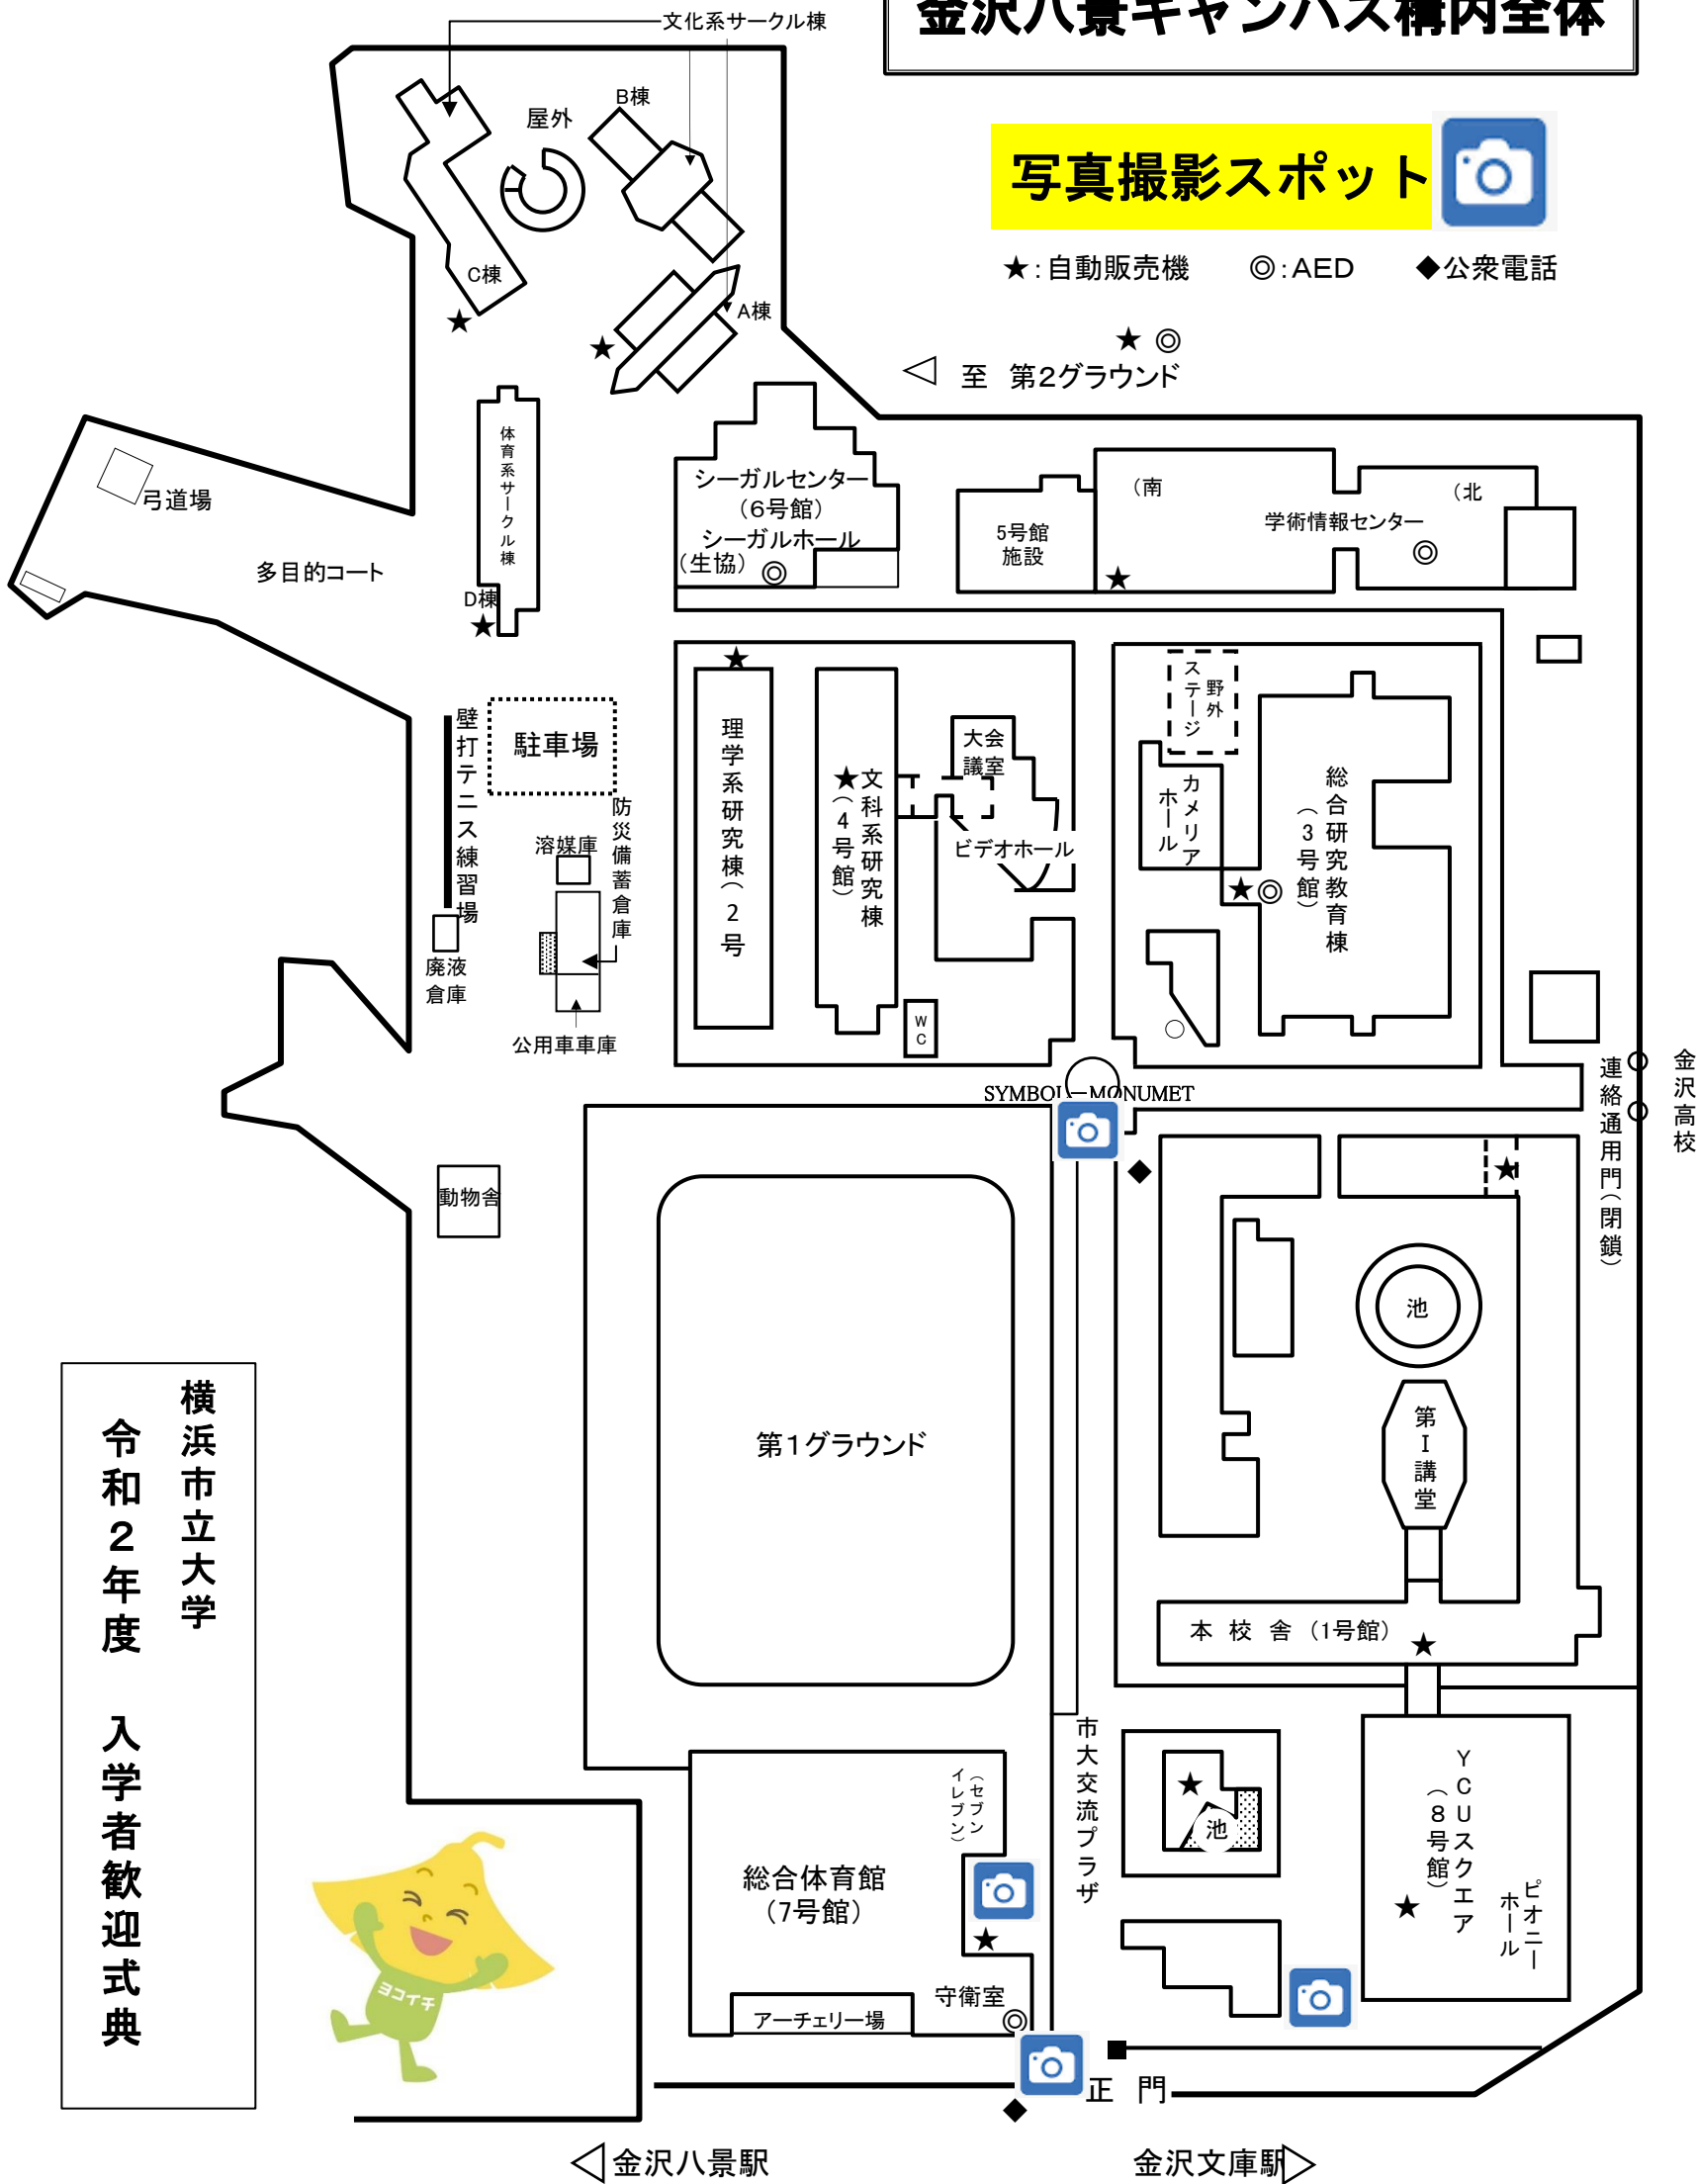 金沢八景キャンパス構内全体
文化系サークル棟
写真撮影スポット
★:自動販売機 ◎:AED ◆公衆電話
屋外
B棟
C棟
A棟
★ ◎
◁ 至 第2グラウンド
弓道場
多目的コート
体育系サークル棟
D棟
シーガルセンター
(6号館)
シーガルホール
(生協)
5号館
施設
(南
(北
学術情報センター
壁打テニス練習場
駐車場
防災備蓄倉庫
溶媒庫
廃液
倉庫
公用車車庫
理学系研究棟(2号
文科系研究棟
★(4号館)
大会
議室
ビデオホール
WC
野外
ステージ
カメリア
ホール
総合研究教育棟
(3号館)
SYMBOL-MONUMET
連絡通用門(閉鎖)
金沢高校
動物舎
第1グラウンド
池
第I講堂
本校舎(1号館)
横浜市立大学
令和2年度 入学者歓迎式典
ヨコイチ
(セブン
イレブン)
総合体育館
(7号館)
守衛室
アーチェリー場
市大交流プラザ
池
YCUスクエア
(8号館)
ピオニー
ホール
正門
◁金沢八景駅
金沢文庫駅▷